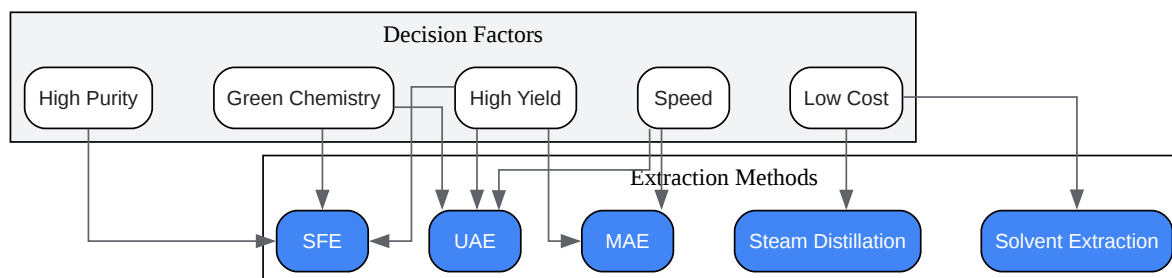 Decision Factors
High Purity
Green Chemistry
High Yield
Speed
Low Cost
Extraction Methods
SFE
UAE
MAE
Steam Distillation
Solvent Extraction